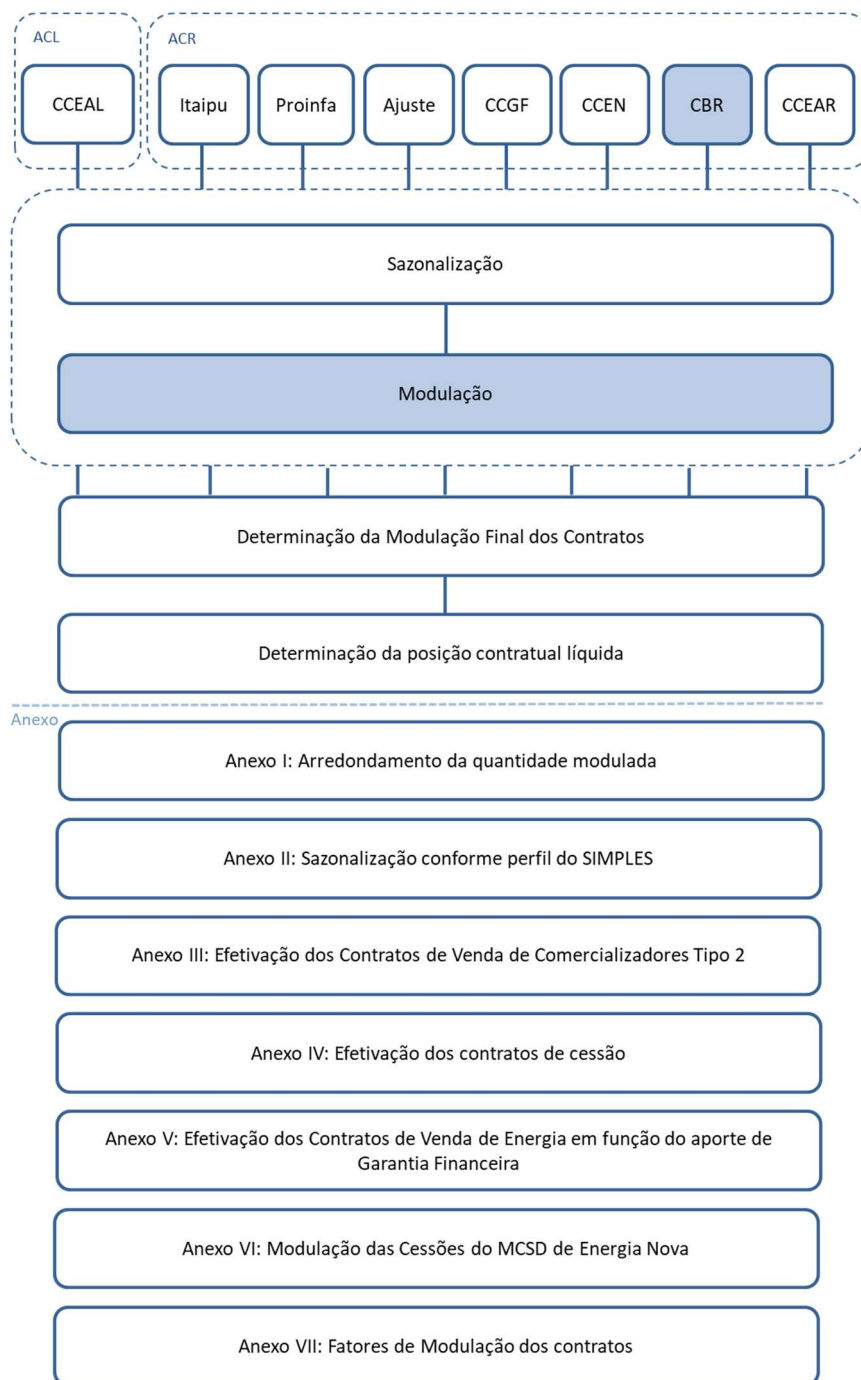 ACL
ACR
CCEAL
Itaipu
Proinfa
Ajuste
CCGF
CCEN
CBR
CCEAR
Sazonalização
Modulação
Determinação da Modulação Final dos Contratos
Determinação da posição contratual líquida
Anexo
Anexo I: Arredondamento da quantidade modulada
Anexo II: Sazonalização conforme perfil do SIMPLES
Anexo III: Efetivação dos Contratos de Venda de Comercializadores Tipo 2
Anexo IV: Efetivação dos contratos de cessão
Anexo V: Efetivação dos Contratos de Venda de Energia em função do aporte de
Garantia Financeira
Anexo VI: Modulação das Cessões do MCSD de Energia Nova
Anexo VII: Fatores de Modulação dos contratos